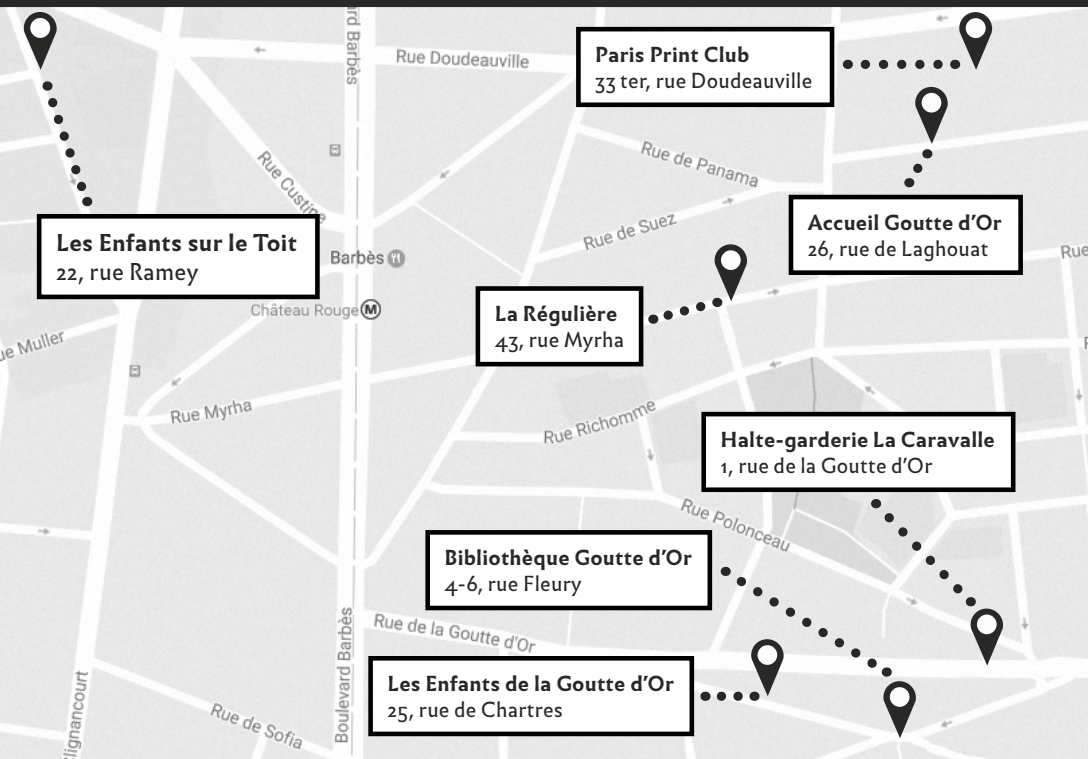 rd Barbès
Rue Doudeauville
Paris Print Club
33 ter, rue Doudeauville
Rue Custine
Rue de Panama
Les Enfants sur le Toit
22, rue Ramey
Accueil Goutte d'Or
26, rue de Laghouat
Rue de Suez
Barbès
Rue
Château Rouge M
La Régulière
43, rue Myrha
ue Muller
Rue Myrha
Rue Richomme
Halte-garderie La Caravalle
1, rue de la Goutte d'Or
Rue Polonceau
Bibliothèque Goutte d'Or
4-6, rue Fleury
Rue de la Goutte d'Or
Boulevard Barbès
Les Enfants de la Goutte d'Or
25, rue de Chartres
lignancourt
Rue de Sofia